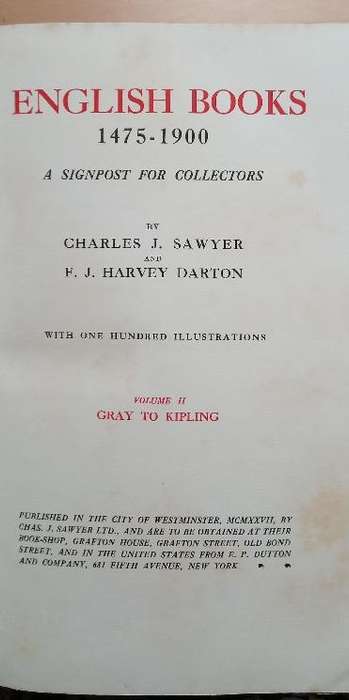 ENGLISH BOOKS
1475-1900
A SIGNPOST FOR COLLECTORS
BY
CHARLES J. SAWYER
AND
F. J. HARVEY DARTON
WITH ONE HUNDRED ILLUSTRATIONS
VOLUME II
GRAY TO KIPLING
PUBLISHED IN THE CITY OF WESTMINSTER, MCMXXVII, BY
CHAS. J. SAWYER LTD., AND ARE TO BE OBTAINED AT THEIR
BOOK-SHOP, GRAFTON HOUSE, GRAFTON STREET, OLD BOND
STREET, AND IN THE UNITED STATES FROM E. P. DUTTON
AND COMPANY, 681 FIFTH AVENUE, NEW YORK